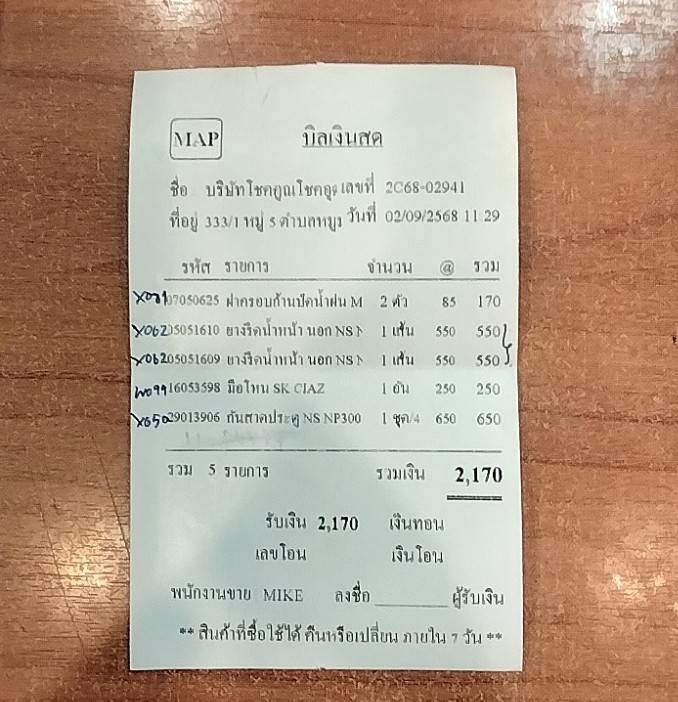 MAP บิลเงินสด
ชื่อ บริษัทโชคคูณโชคอุ เลขที่ 2C68-02941
ที่อยู่ 333/1 หมู่ 5 ตำบลหนู วันที่ 02/09/2568 11 29
รหัส รายการ จำนวน @ รวม
07050625 ฝาครอบก้านปัดน้ำฝน M 2 ตัว 85 170
X062 05051610 ยางรีดน้ำหน้า นอก NS 1 เส้น 550 550
X062 05051609 ยางรีดน้ำหน้า นอก NS 1 เส้น 550 550
W099 16053598 มือโหน SK CIAZ 1 อัน 250 250
X650 29013906 กันสาดประตู NS NP300 1 ชุด/4 650 650
รวม 5 รายการ รวมเงิน 2,170
รับเงิน 2,170 เงินทอน
เลขโอน เงินโอน
พนักงานขาย MIKE ลงชื่อ ________ ผู้รับเงิน
** สินค้าที่ซื้อใช้ได้ คืนหรือเปลี่ยน ภายใน 7 วัน **